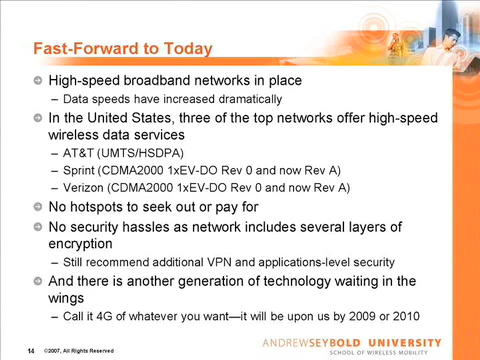 Fast-Forward to Today
High-speed broadband networks in place
– Data speeds have increased dramatically
In the United States, three of the top networks offer high-speed
wireless data services
– AT&T (UMTS/HSDPA)
– Sprint (CDMA2000 1xEV-DO Rev 0 and now Rev A)
– Verizon (CDMA2000 1xEV-DO Rev 0 and now Rev A)
No hotspots to seek out or pay for
No security hassles as network includes several layers of
encryption
– Still recommend additional VPN and applications-level security
And there is another generation of technology waiting in the
wings
– Call it 4G of whatever you want—it will be upon us by 2009 or 2010
14 ©2007, All Rights Reserved
ANDREWSEYBOLD UNIVERSITY
SCHOOL OF WIRELESS MOBILITY